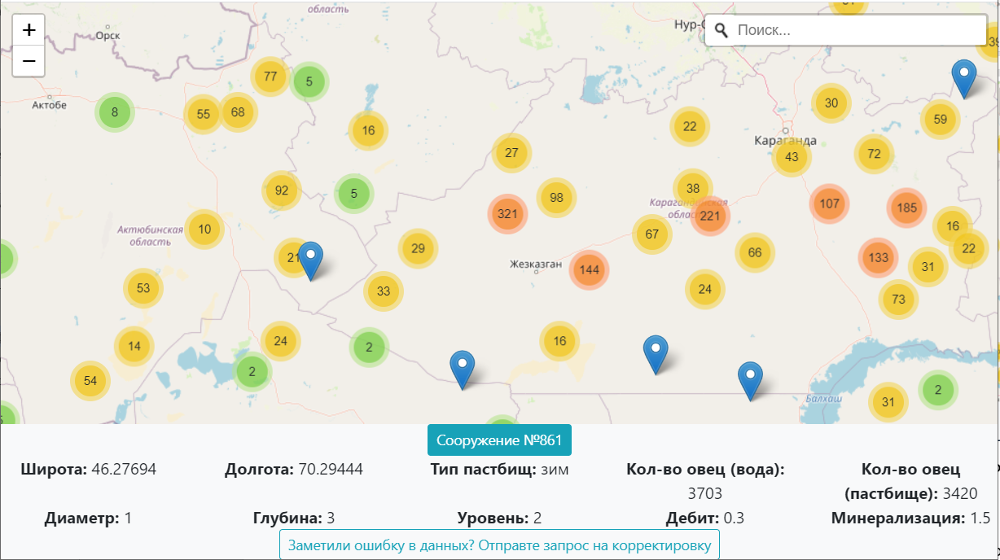 область
31
Орск
Нур-С
Поиск...
+
−
39
77
5
Актобе
8
55
68
16
30
22
59
Караганда
27
43
72
92
5
98
38
321
Карагандинская
область
221
107
185
Актюбинская
область
10
67
16
29
21
66
22
Жезказган
144
133
31
53
33
24
73
14
24
2
16
54
2
Балхаш
31
2
Сооружение №861
Широта: 46.27694
Долгота: 70.29444
Тип пастбищ: зим
Кол-во овец (вода):
3703
Кол-во овец
(пастбище): 3420
Диаметр: 1
Глубина: 3
Уровень: 2
Дебит: 0.3
Минерализация: 1.5
Заметили ошибку в данных? Отправте запрос на корректировку